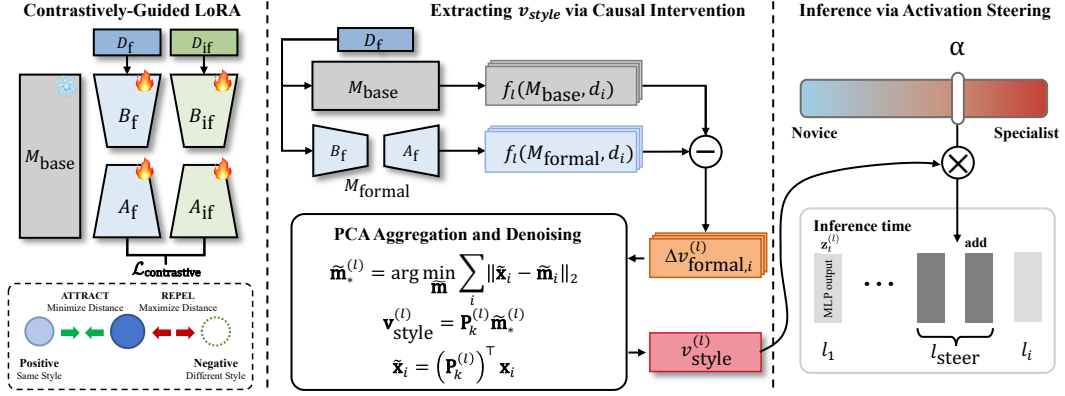 Contrastively-Guided LoRA
D_f
D_if
M_base
B_f
B_if
A_f
A_if
ℒ_contrastive
ATTRACT
Minimize Distance
REPEL
Maximize Distance
Positive
Same Style
Negative
Different Style
Extracting v_style via Causal Intervention
D_f
M_base
f_l(M_base, d_i)
B_f
A_f
f_l(M_formal, d_i)
M_formal
−
PCA Aggregation and Denoising
m̃_*^(l) = arg min_m̃ ∑_i ‖x̃_i − m̃_i‖_2
v_style^(l) = P_k^(l) m̃_*^(l)
x̃_i = (P_k^(l))^⊤ x_i
Δv_formal,i^(l)
v_style^(l)
Inference via Activation Steering
α
Novice
Specialist
×
Inference time
z_t^(l)
add
MLP output
•••
l_1
l_steer
l_i